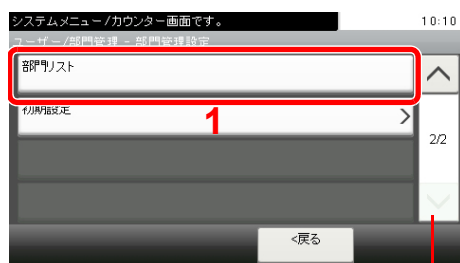 システムメニュー/カウンター画面です。
10:10
ユーザー/部門管理 - 部門管理設定
部門リスト
初期設定
1
2/2
<戻る